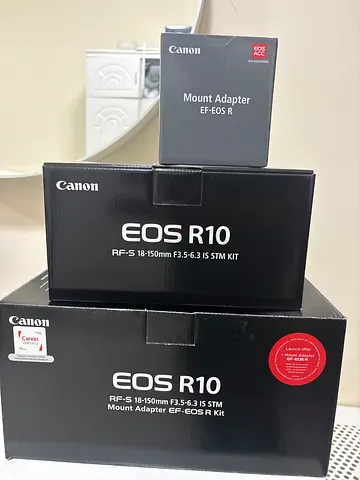 Canon
EOS
ACC
Mount Adapter
EF-EOS R
Canon
EOS R10
RF-S 18-150mm F3.5-6.3 IS STM KIT
Canon
Canon
Warranty
Launch offer
+ Mount Adapter
EF-EOS R
EOS R10
RF-S 18-150mm F3.5-6.3 IS STM
Mount Adapter EF-EOS R Kit